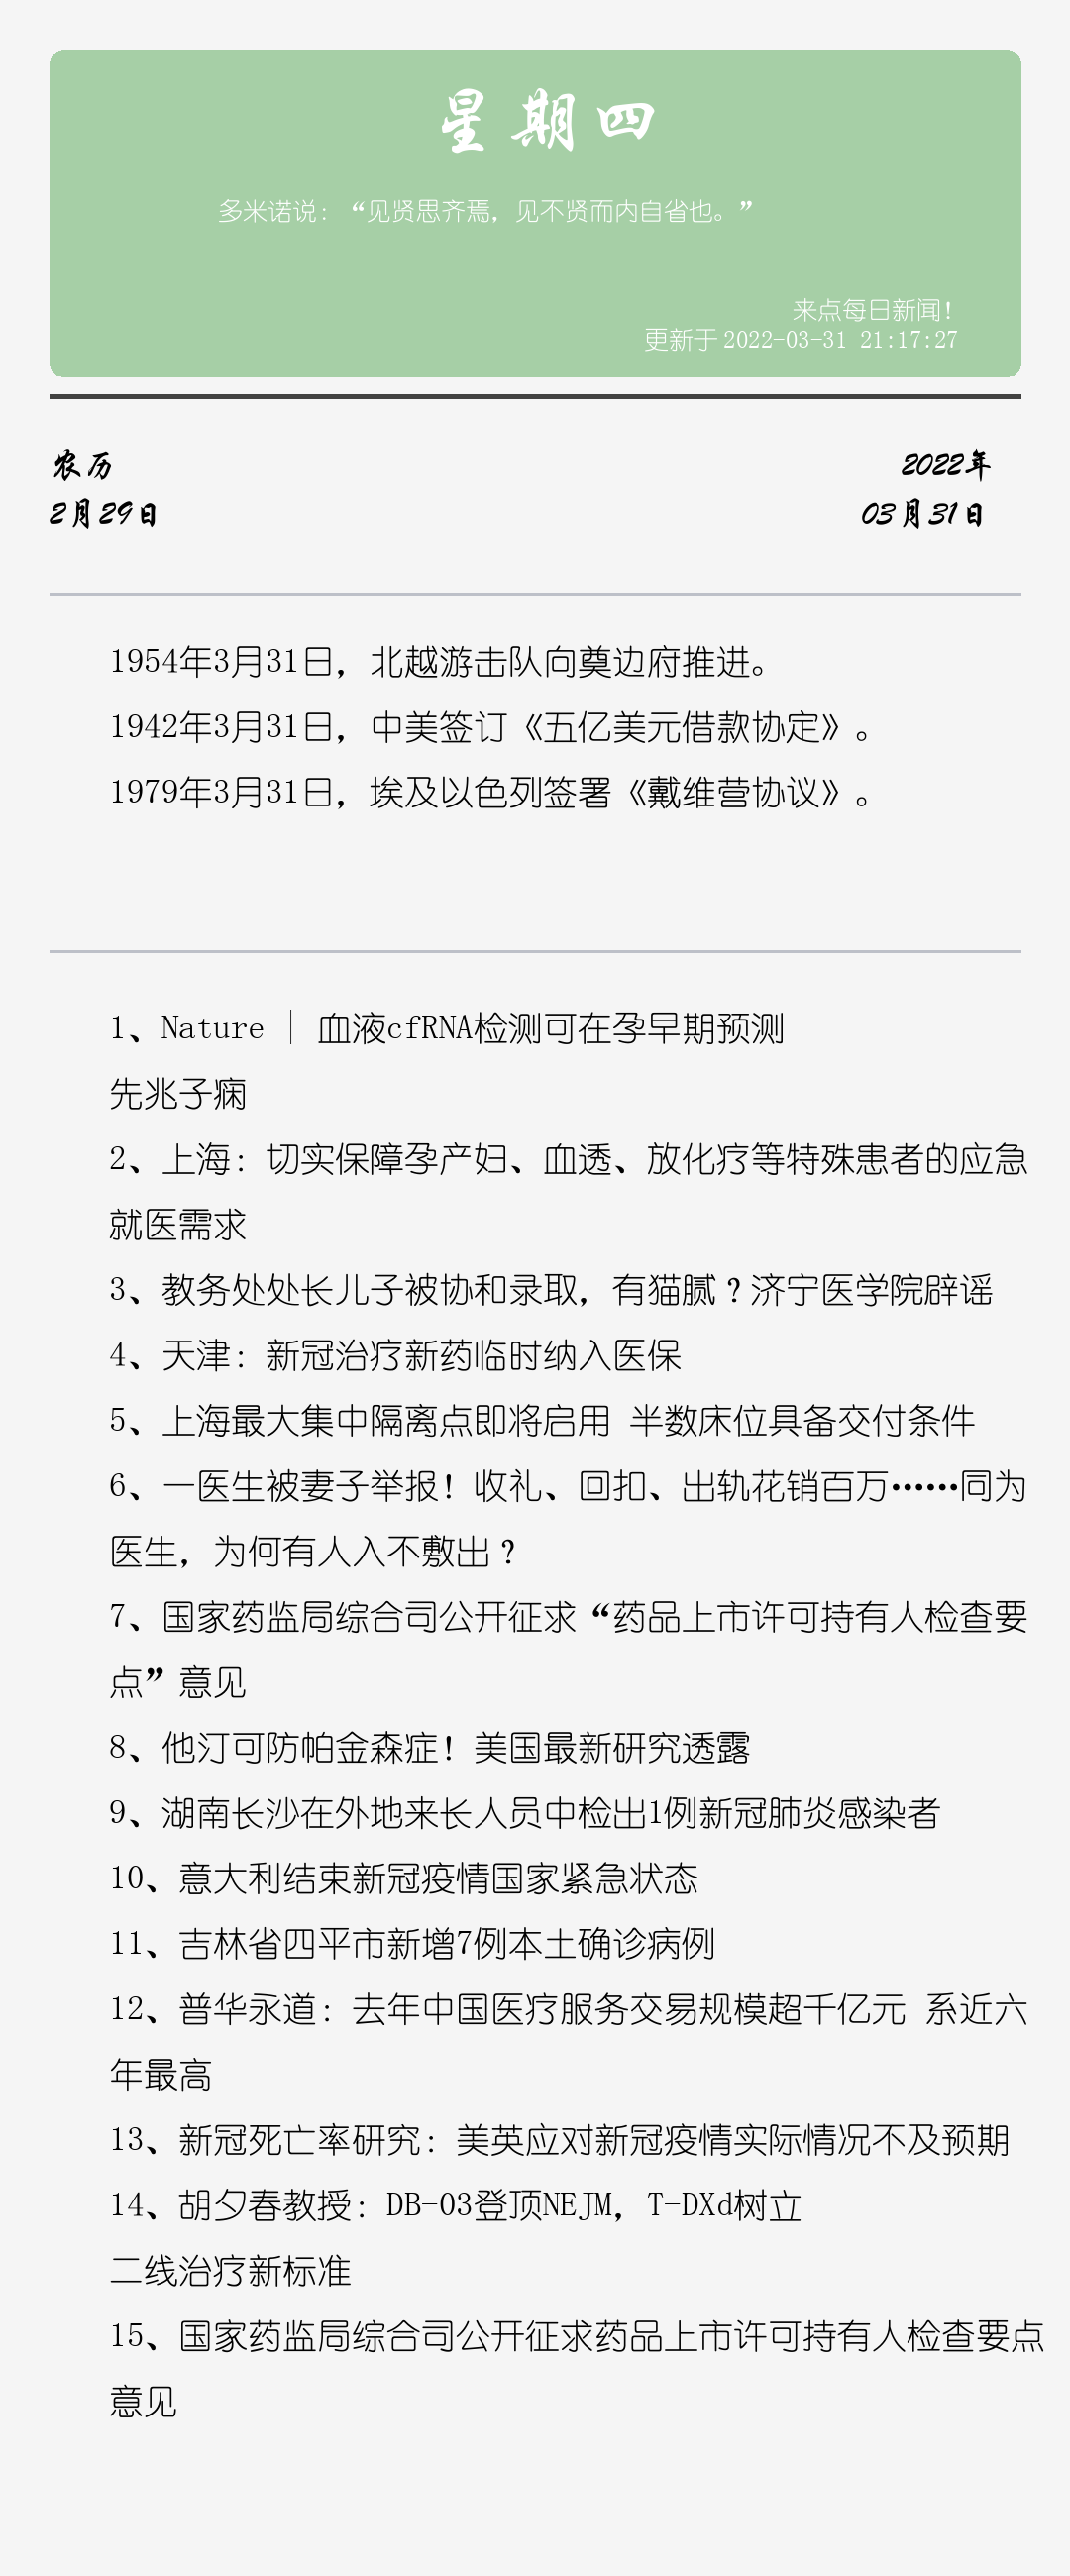 星期四
多米诺说：“见贤思齐焉，见不贤而内自省也。”
来点每日新闻！
更新于 2022-03-31 21:17:27
农历
2022年
2月29日
03月31日
1954年3月31日，北越游击队向奠边府推进。
1942年3月31日，中美签订《五亿美元借款协定》。
1979年3月31日，埃及以色列签署《戴维营协议》。
1、Nature | 血液cfRNA检测可在孕早期预测
先兆子痫
2、上海：切实保障孕产妇、血透、放化疗等特殊患者的应急
就医需求
3、教务处处长儿子被协和录取，有猫腻？济宁医学院辟谣
4、天津：新冠治疗新药临时纳入医保
5、上海最大集中隔离点即将启用 半数床位具备交付条件
6、一医生被妻子举报！收礼、回扣、出轨花销百万……同为
医生，为何有人入不敷出？
7、国家药监局综合司公开征求“药品上市许可持有人检查要
点”意见
8、他汀可防帕金森症！美国最新研究透露
9、湖南长沙在外地来长人员中检出1例新冠肺炎感染者
10、意大利结束新冠疫情国家紧急状态
11、吉林省四平市新增7例本土确诊病例
12、普华永道：去年中国医疗服务交易规模超千亿元 系近六
年最高
13、新冠死亡率研究：美英应对新冠疫情实际情况不及预期
14、胡夕春教授：DB-03登顶NEJM，T-DXd树立
二线治疗新标准
15、国家药监局综合司公开征求药品上市许可持有人检查要点
意见